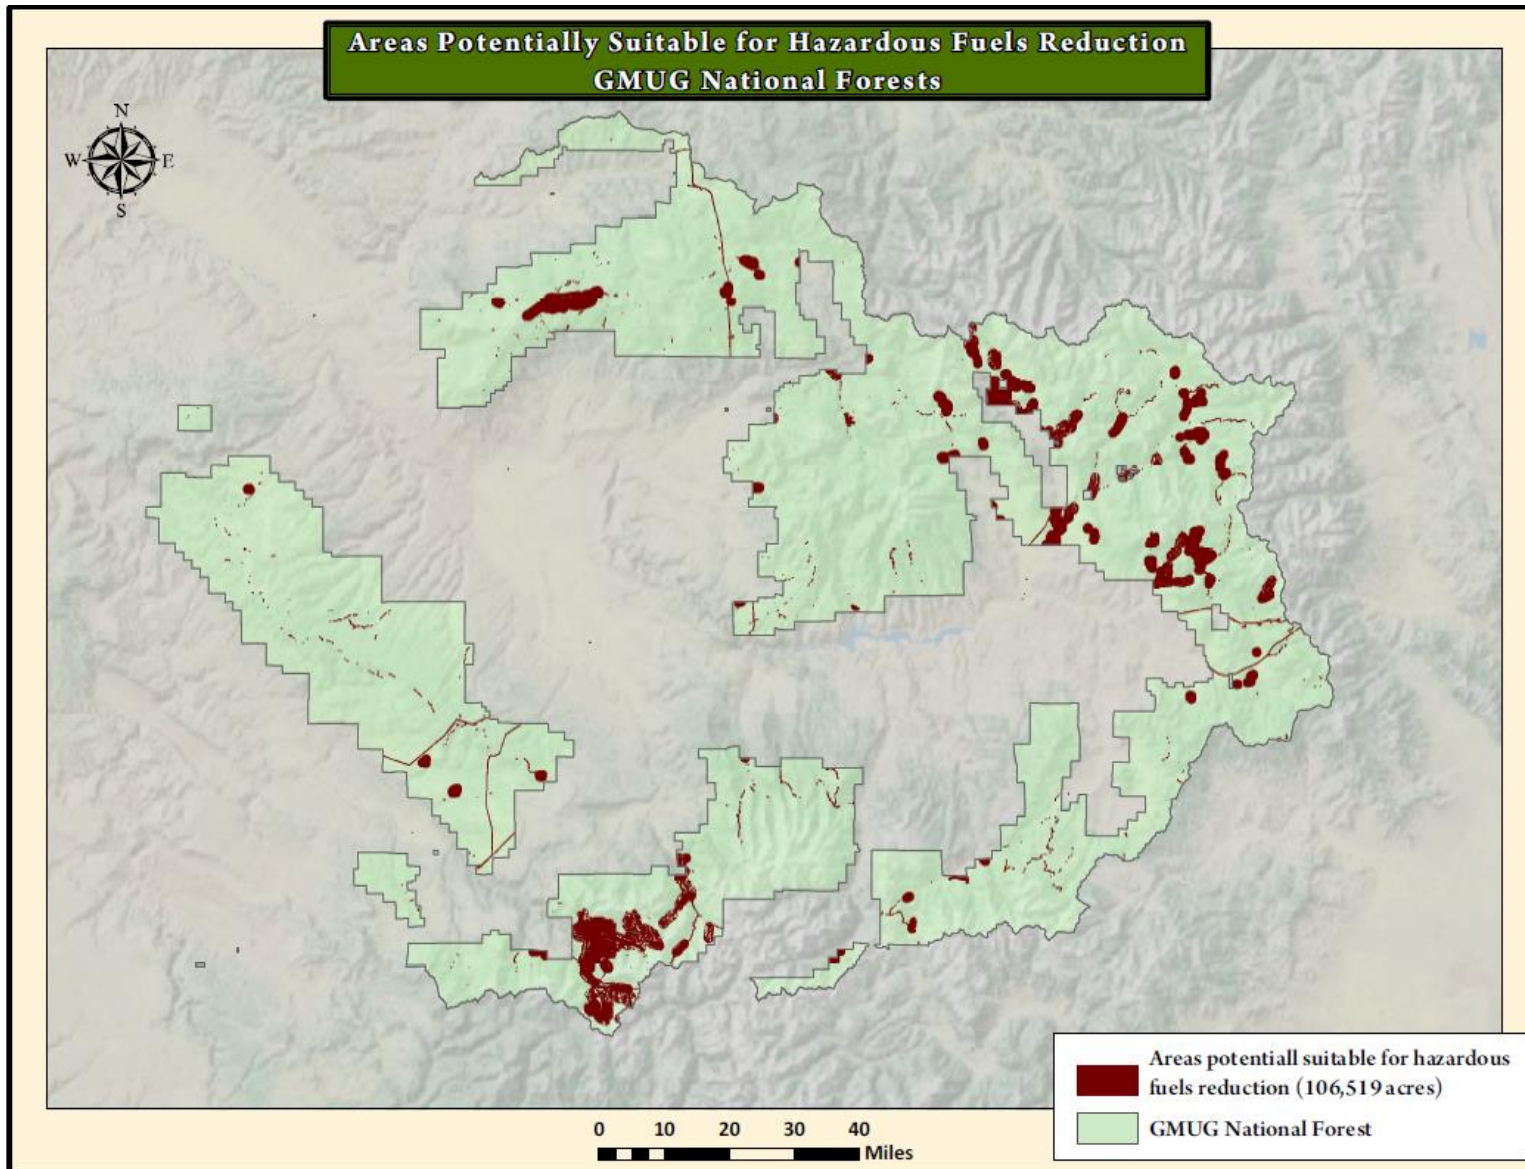 Areas Potentially Suitable for Hazardous Fuels Reduction
GMUG National Forests
N
W E
S
Areas potentiall suitable for hazardous
fuels reduction (106,519 acres)
GMUG National Forest
0 10 20 30 40
Miles